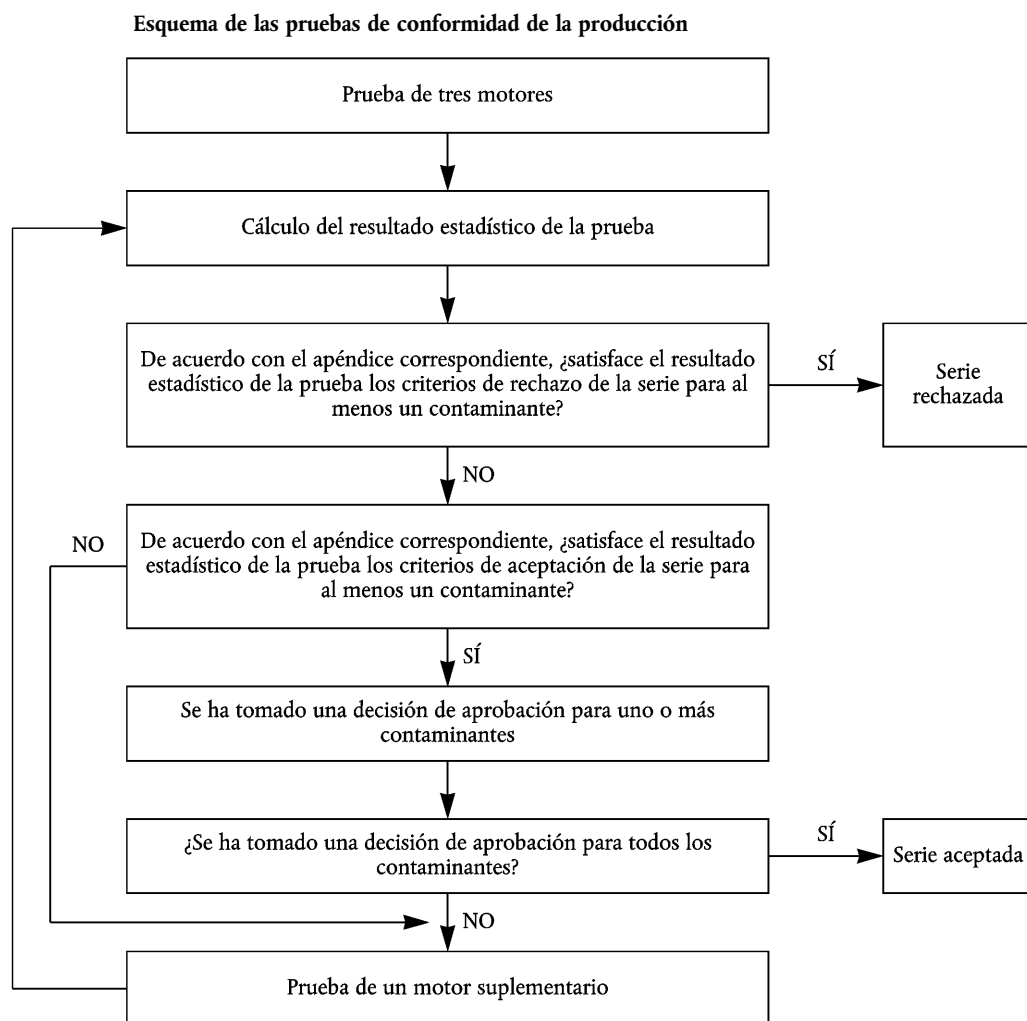 Esquema de las pruebas de conformidad de la producción
Prueba de tres motores
Cálculo del resultado estadístico de la prueba
De acuerdo con el apéndice correspondiente, ¿satisface el resultado
estadístico de la prueba los criterios de rechazo de la serie para al
menos un contaminante?
SÍ
Serie
rechazada
NO
De acuerdo con el apéndice correspondiente, ¿satisface el resultado
estadístico de la prueba los criterios de aceptación de la serie para
al menos un contaminante?
NO
SÍ
Se ha tomado una decisión de aprobación para uno o más
contaminantes
¿Se ha tomado una decisión de aprobación para todos los
contaminantes?
SÍ
Serie aceptada
NO
Prueba de un motor suplementario